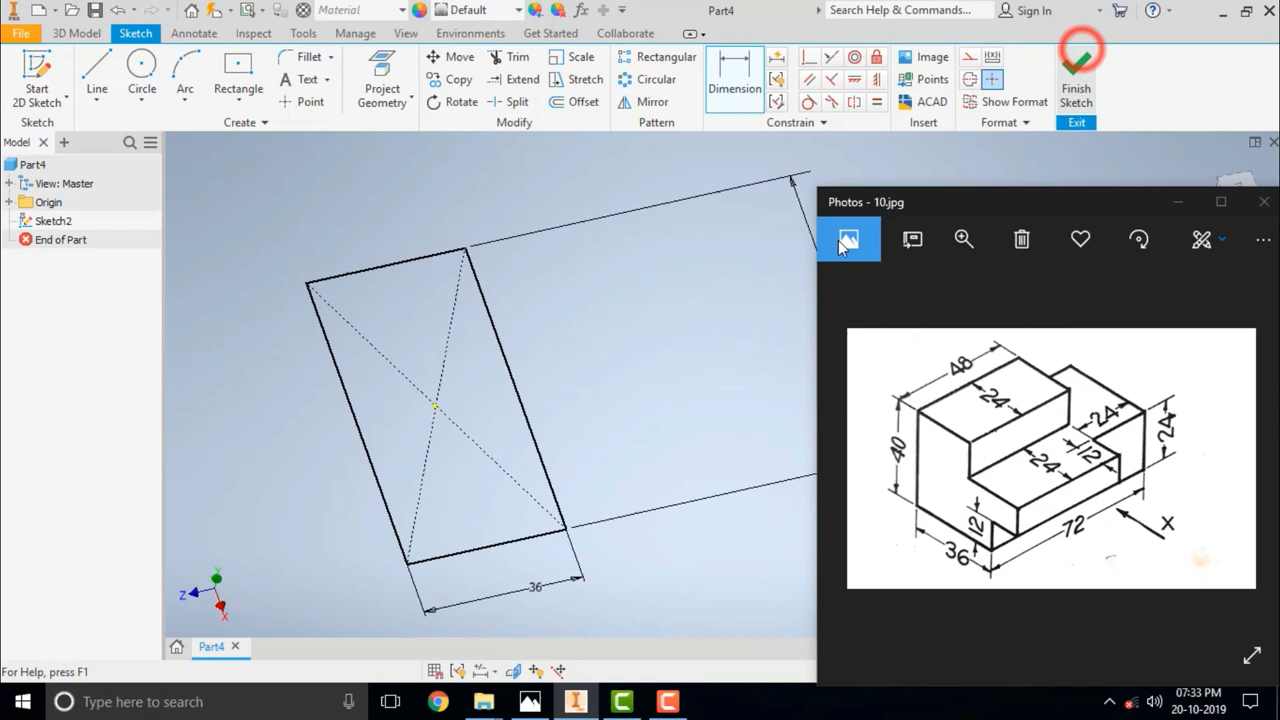 PRO
Material
Default
fx
Part4
Search Help & Commands...
Sign In
File
3D Model
Sketch
Annotate
Inspect
Tools
Manage
View
Environments
Get Started
Collaborate
Start
2D Sketch
Line
Circle
Arc
Rectangle
Fillet
Text
Point
Project
Geometry
Move
Copy
Rotate
Trim
Extend
Split
Scale
Stretch
Offset
Rectangular
Circular
Mirror
Dimension
Image
Points
ACAD
Show Format
Finish
Sketch
Sketch
Create
Modify
Pattern
Constrain
Insert
Format
Exit
Model
Part4
View: Master
Origin
Sketch2
End of Part
36
Y
Z
X
Photos - 10.jpg
48
24
24
24
40
12
24
12
72
36
X
Part4
For Help, press F1
Type here to search
07:33 PM
20-10-2019